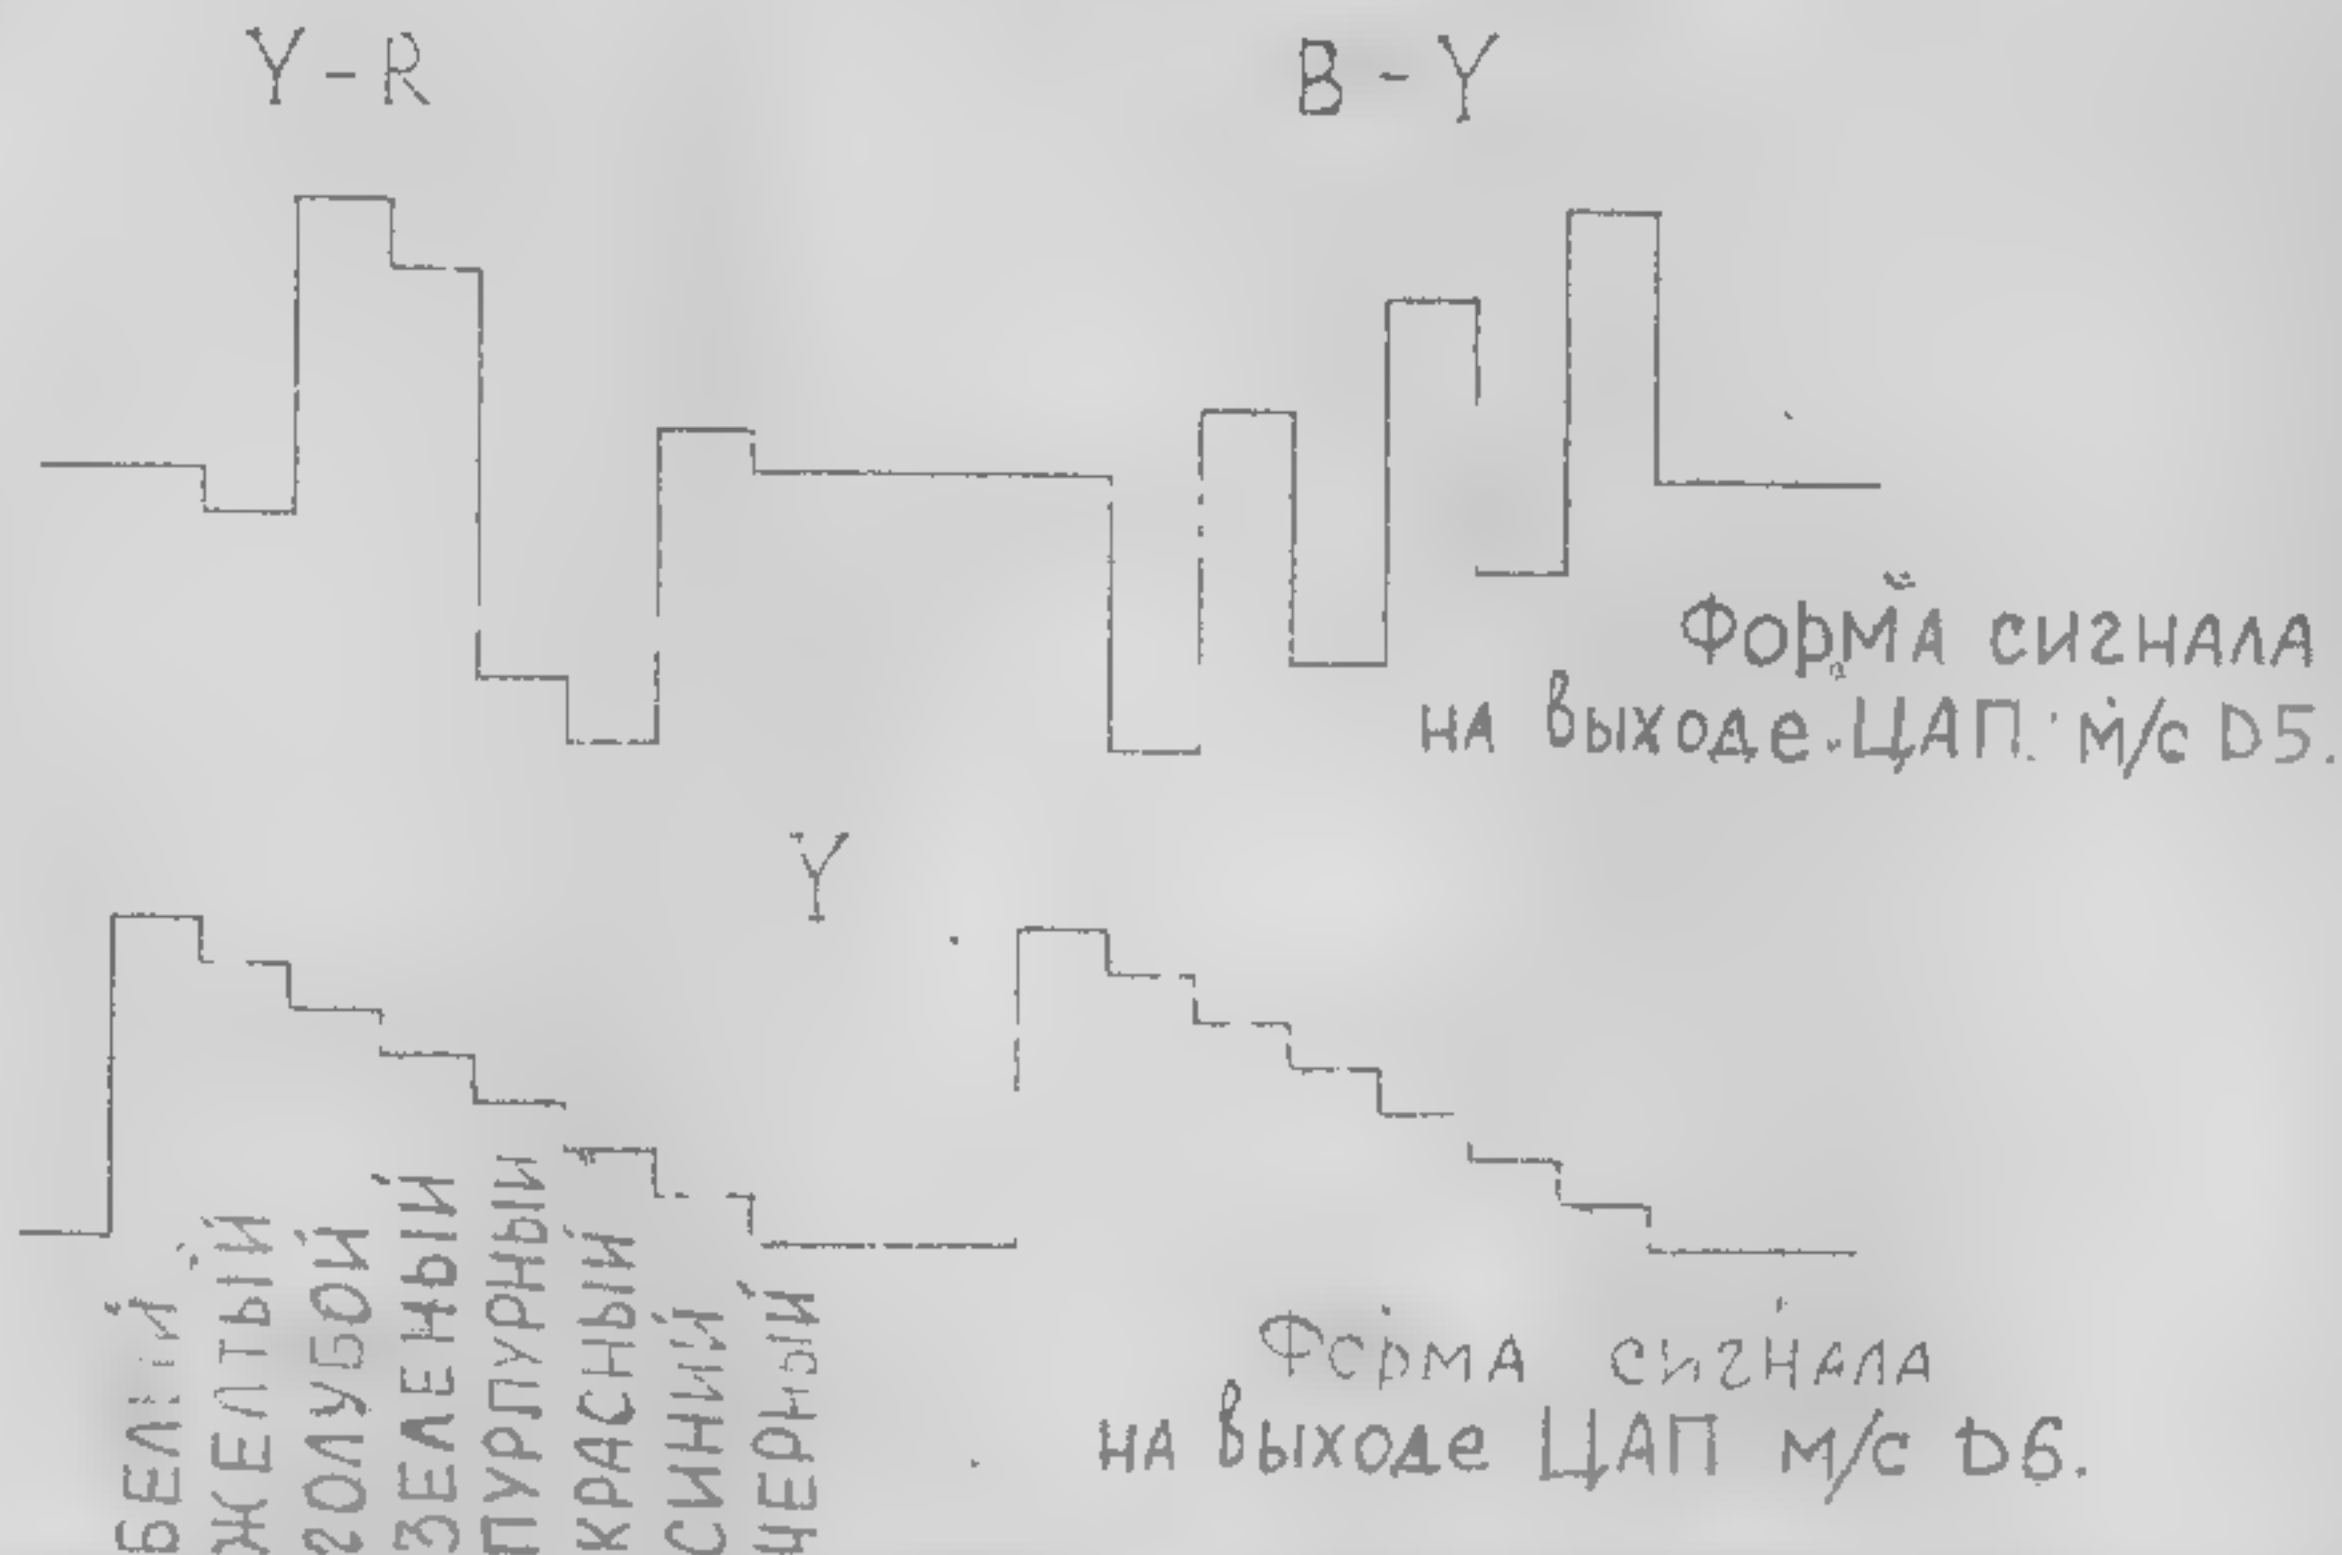 Y-R
B-Y
Форма сигнала
на выходе ЦАП. м/с D5.
Y
БЕЛЫЙ
ЖЕЛТЫЙ
ГОЛУБОЙ
ЗЕЛЕНЫЙ
ПУРПУРНЫЙ
КРАСНЫЙ
СИНИЙ
ЧЕРНЫЙ
Форма сигнала
на выходе ЦАП м/с D6.